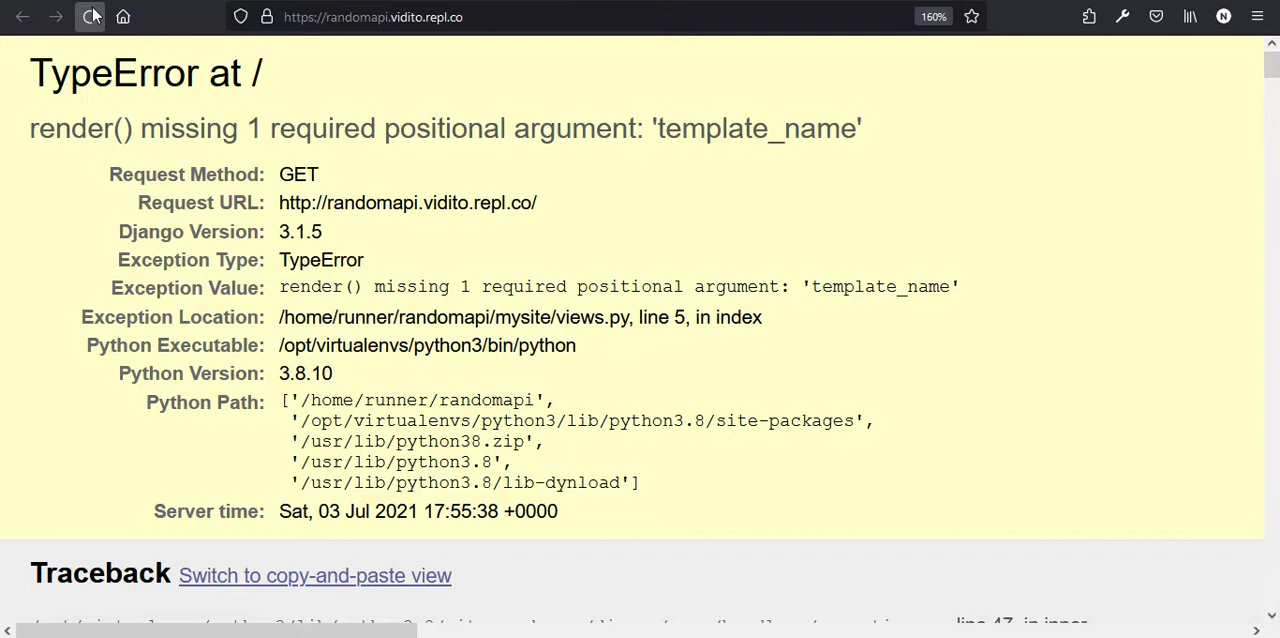 https://randomapi.vidito.repl.co
160%
N
TypeError at /
render() missing 1 required positional argument: 'template_name'
Request Method: GET
Request URL: http://randomapi.vidito.repl.co/
Django Version: 3.1.5
Exception Type: TypeError
Exception Value: render() missing 1 required positional argument: 'template_name'
Exception Location: /home/runner/randomapi/mysite/views.py, line 5, in index
Python Executable: /opt/virtualenvs/python3/bin/python
Python Version: 3.8.10
Python Path: ['/home/runner/randomapi',
'/opt/virtualenvs/python3/lib/python3.8/site-packages',
'/usr/lib/python38.zip',
'/usr/lib/python3.8',
'/usr/lib/python3.8/lib-dynload']
Server time: Sat, 03 Jul 2021 17:55:38 +0000
Traceback Switch to copy-and-paste view
line 47, in inner